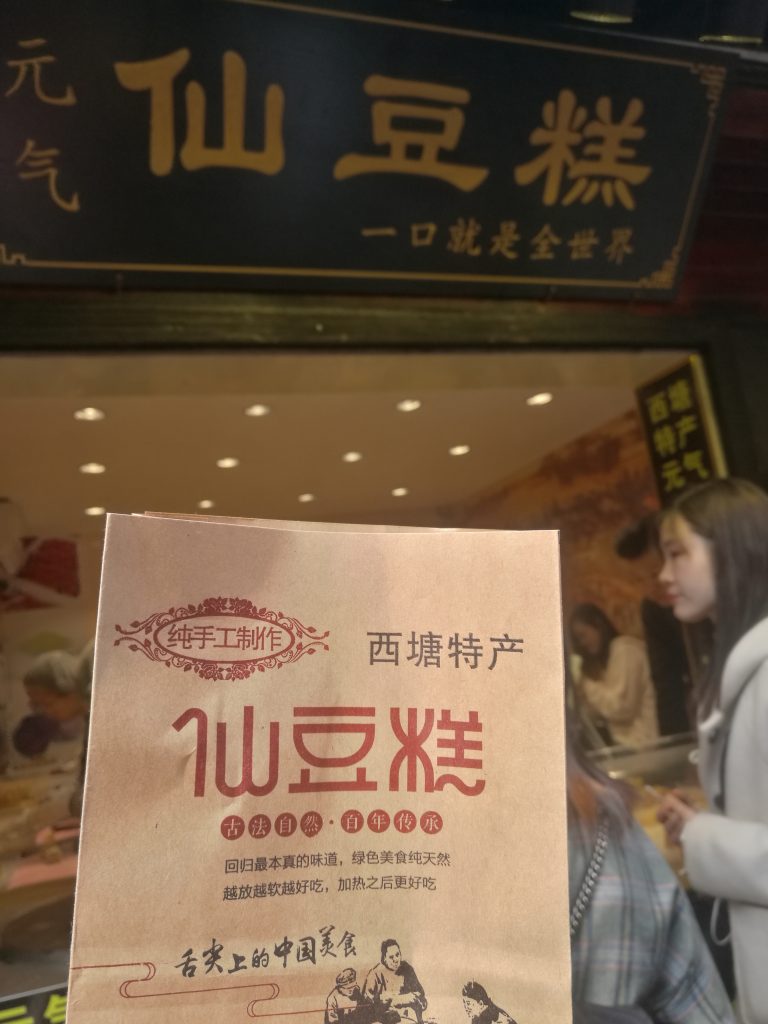 元气
仙豆糕
一口就是全世界
西塘
特产
元气
纯手工制作
西塘特产
仙豆糕
古法自然·百年传承
回归最本真的味道，绿色美食纯天然
越放越软越好吃，加热之后更好吃
舌尖上的中国美食
元气